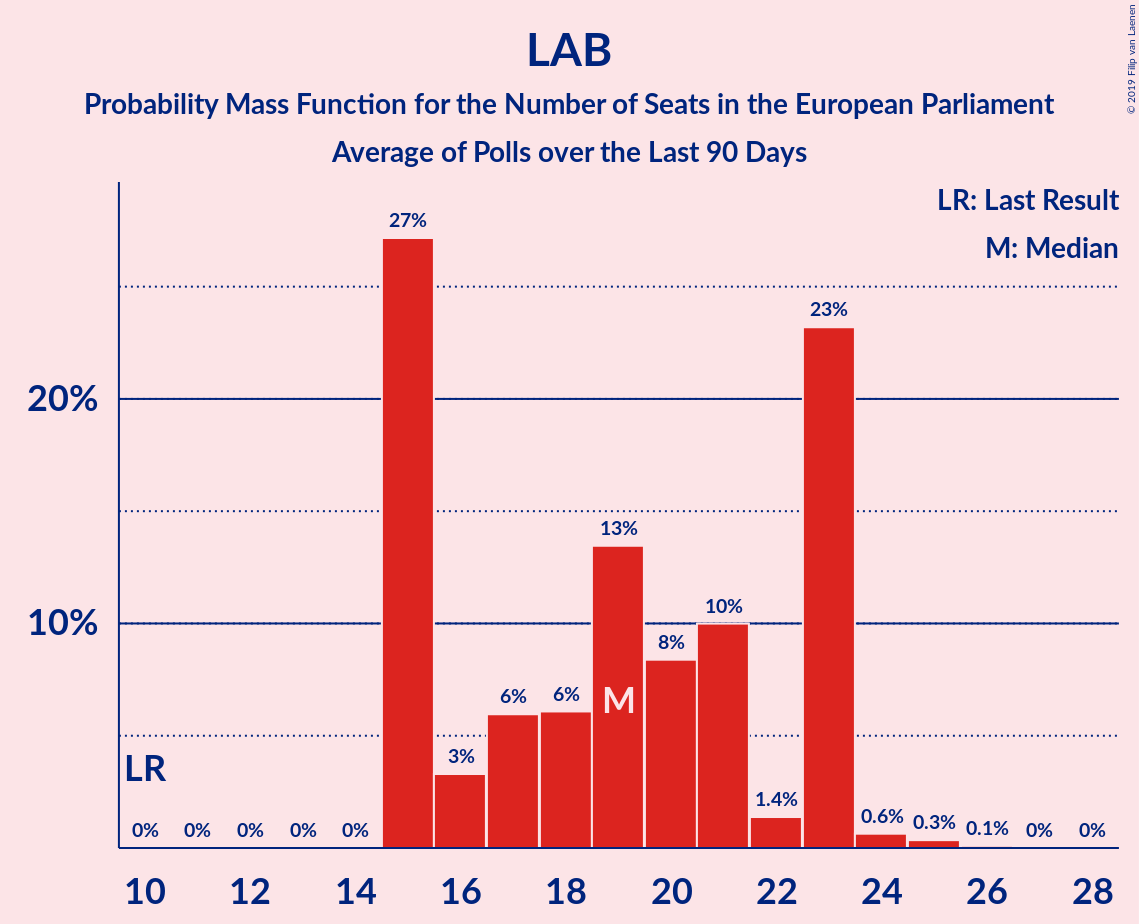 LAB
Probability Mass Function for the Number of Seats in the European Parliament
Average of Polls over the Last 90 Days
© 2019 Filip van Laenen
LR: Last Result
M: Median
27%
23%
20%
13%
10%
10%
8%
6%
6%
M
3%
LR
1.4%
0.6%
0.3%
0.1%
0%
0%
0%
0%
0%
0%
0%
10 12 14 16 18 20 22 24 26 28